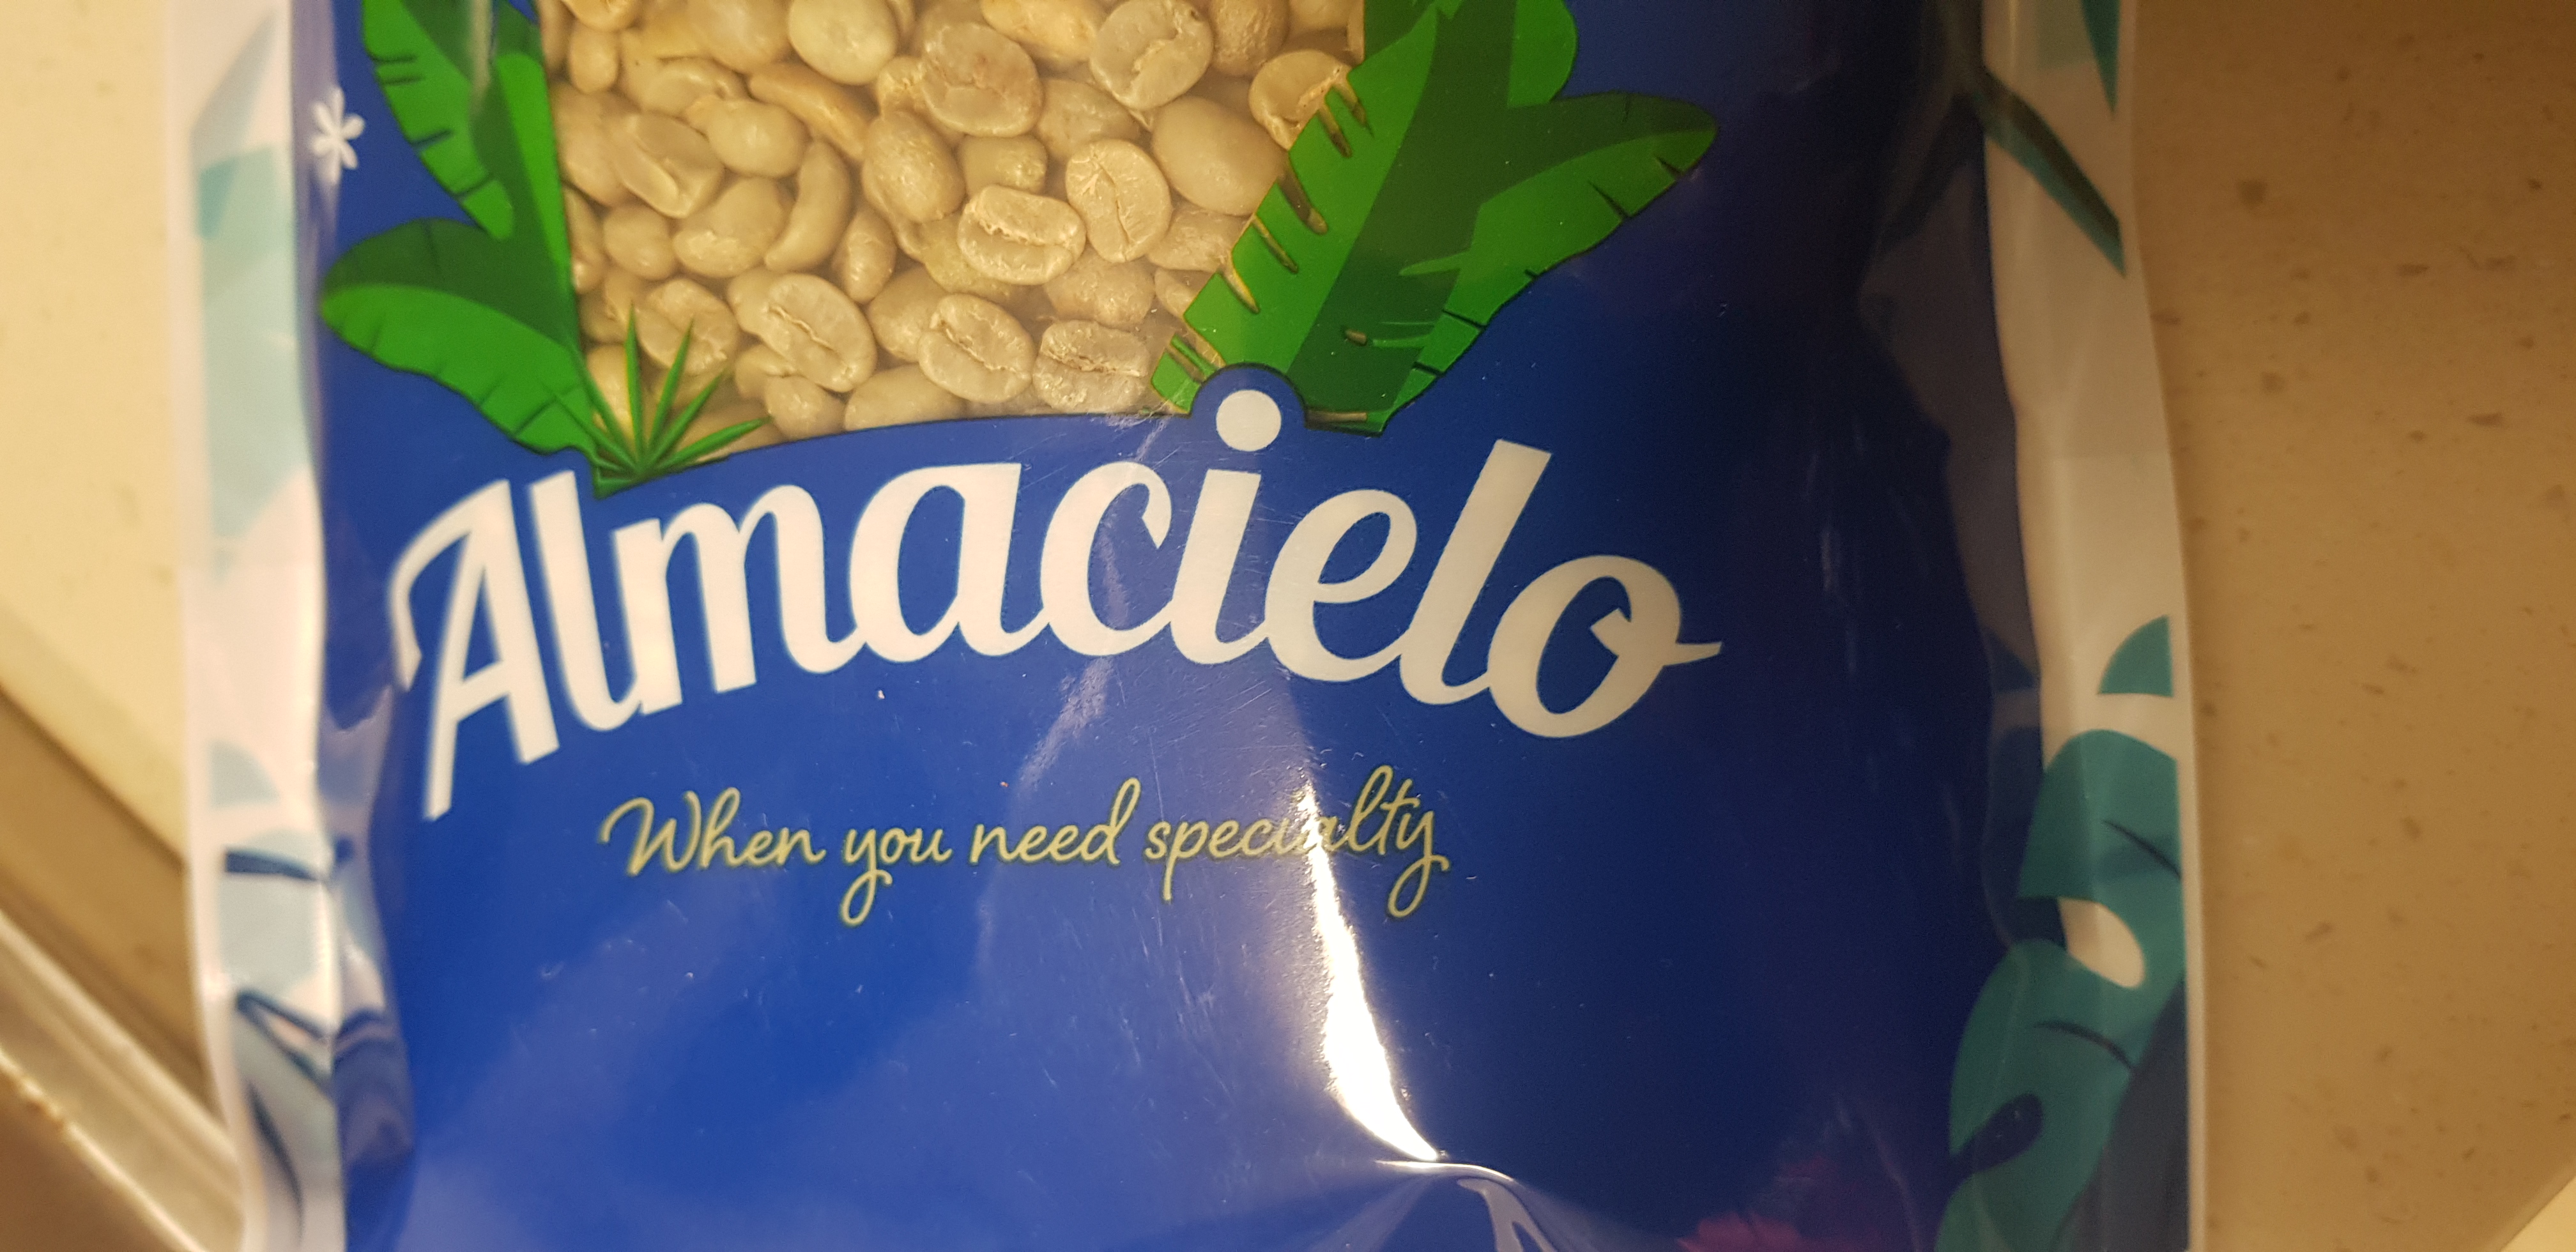 Almacielo
When you need specialty